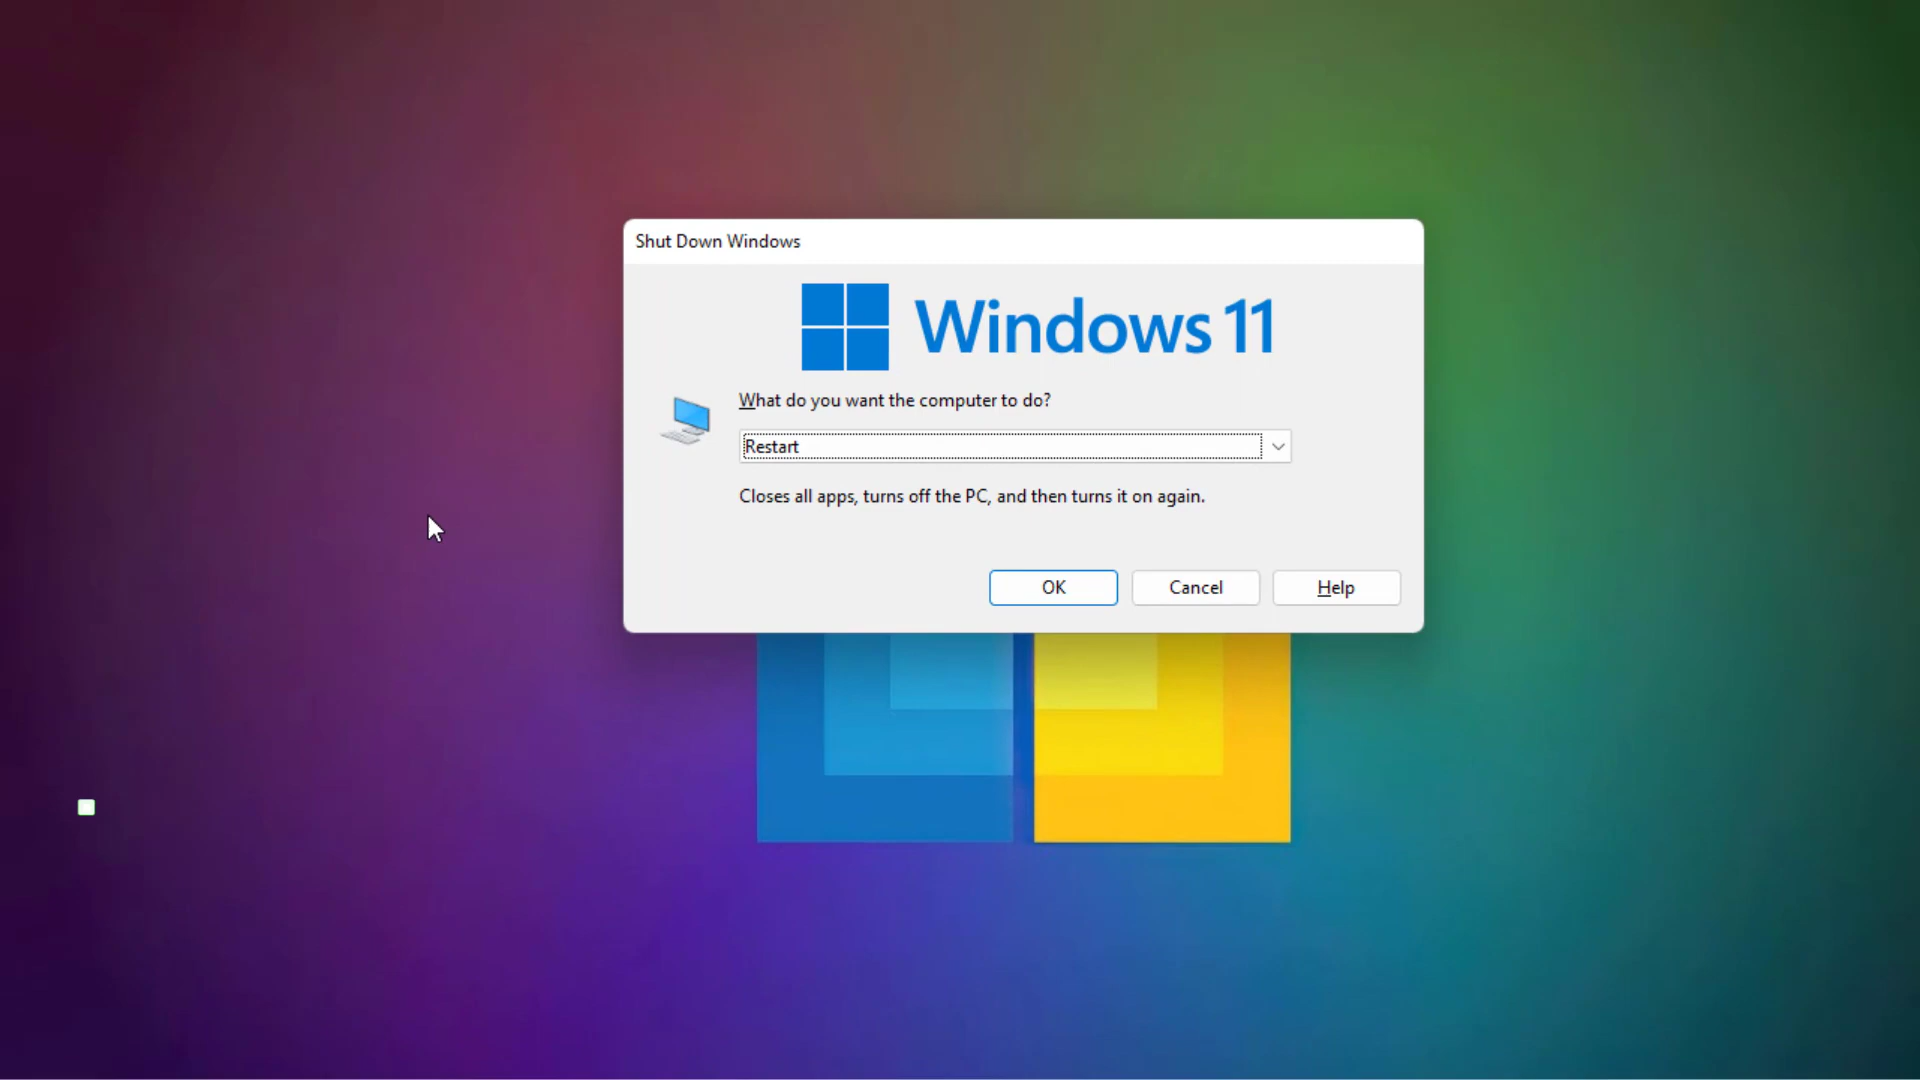 Shut Down Windows
Windows 11
What do you want the computer to do?
Restart
Closes all apps, turns off the PC, and then turns it on again.
OK Cancel Help